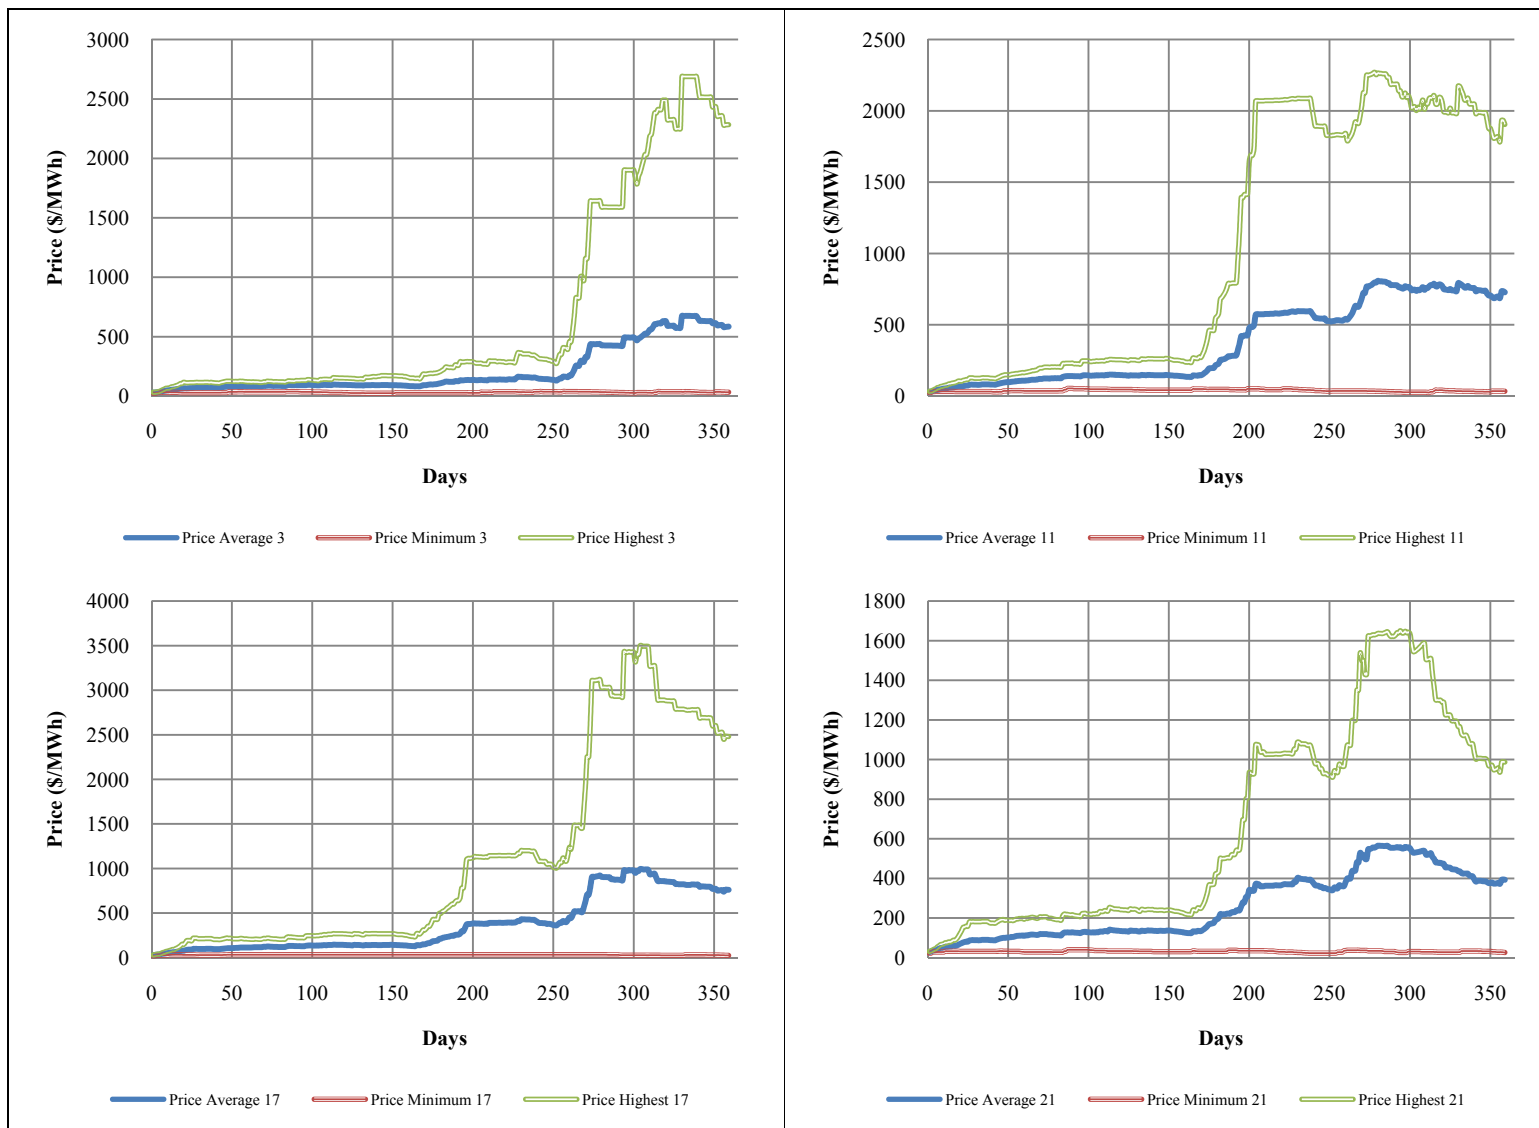 3000
2500
2000
1500
1000
500
0
Price ($/MWh)
0 50 100 150 200 250 300 350
Days
Price Average 3 Price Minimum 3 Price Highest 3
2500
2000
1500
1000
500
0
Price ($/MWh)
0 50 100 150 200 250 300 350
Days
Price Average 11 Price Minimum 11 Price Highest 11
4000
3500
3000
2500
2000
1500
1000
500
0
Price ($/MWh)
0 50 100 150 200 250 300 350
Days
Price Average 17 Price Minimum 17 Price Highest 17
1800
1600
1400
1200
1000
800
600
400
200
0
Price ($/MWh)
0 50 100 150 200 250 300 350
Days
Price Average 21 Price Minimum 21 Price Highest 21